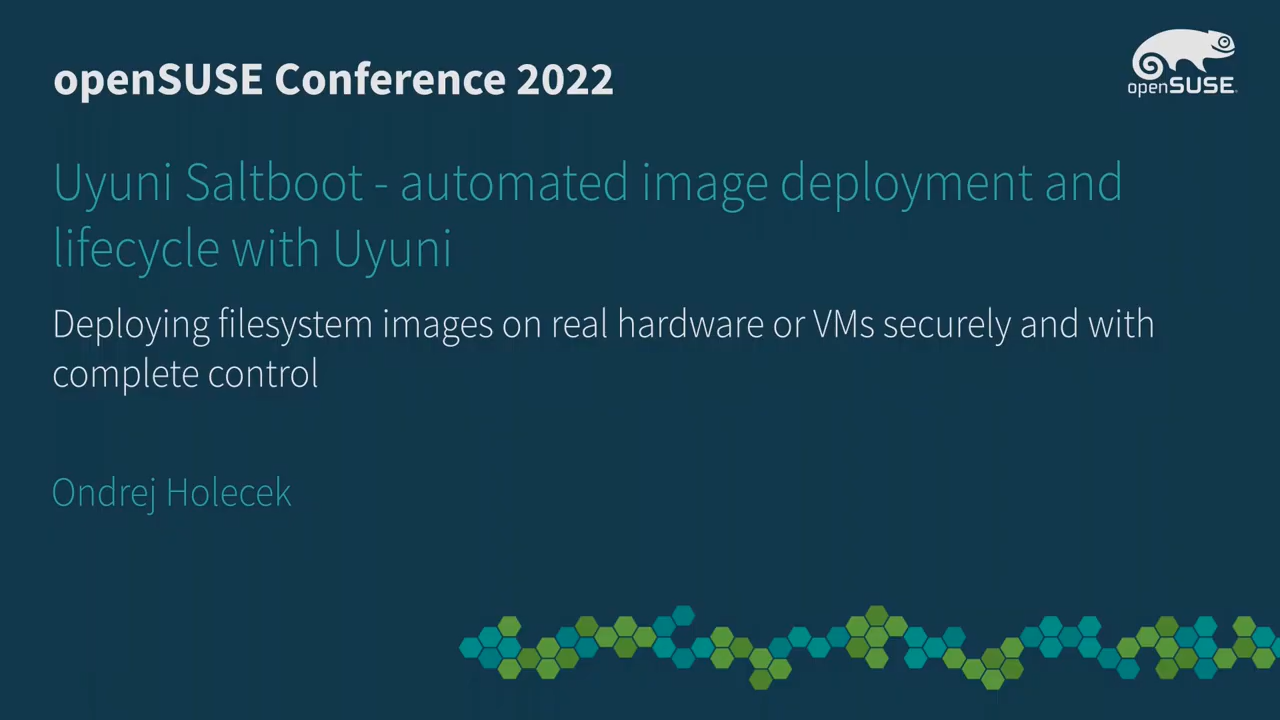 openSUSE Conference 2022
openSUSE
Uyuni Saltboot - automated image deployment and
lifecycle with Uyuni
Deploying filesystem images on real hardware or VMs securely and with
complete control
Ondrej Holecek